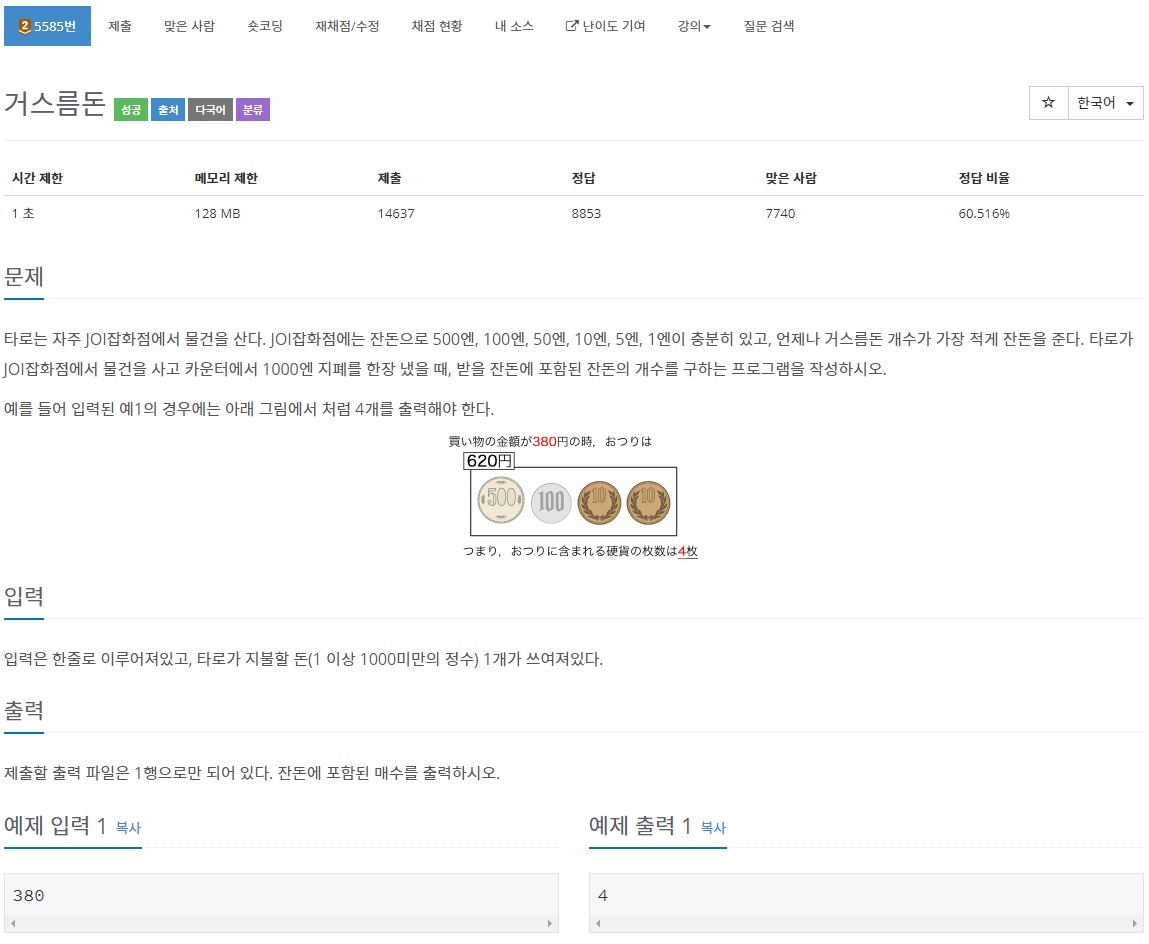 2 5585번 제출 맞은 사람 숏코딩 재채점/수정 채점 현황 내 소스 난이도 기여 강의 질문 검색
거스름돈 성공 출처 다국어 분류 ☆ 한국어
시간 제한 메모리 제한 제출 정답 맞은 사람 정답 비율
1 초 128 MB 14637 8853 7740 60.516%
문제
타로는 자주 JOI잡화점에서 물건을 산다. JOI잡화점에는 잔돈으로 500엔, 100엔, 50엔, 10엔, 5엔, 1엔이 충분히 있고, 언제나 거스름돈 개수가 가장 적게 잔돈을 준다. 타로가
JOI잡화점에서 물건을 사고 카운터에서 1000엔 지폐를 한장 냈을 때, 받을 잔돈에 포함된 잔돈의 개수를 구하는 프로그램을 작성하시오.
예를 들어 입력된 예1의 경우에는 아래 그림에서 처럼 4개를 출력해야 한다.
買い物の金額が380円の時, おつりは
620円
500 100 10 10
つまり, おつりに含まれる硬貨の枚数は4枚
입력
입력은 한줄로 이루어져있고, 타로가 지불할 돈(1 이상 1000미만의 정수) 1개가 쓰여져있다.
출력
제출할 출력 파일은 1행으로만 되어 있다. 잔돈에 포함된 매수를 출력하시오.
예제 입력 1 복사
380
예제 출력 1 복사
4